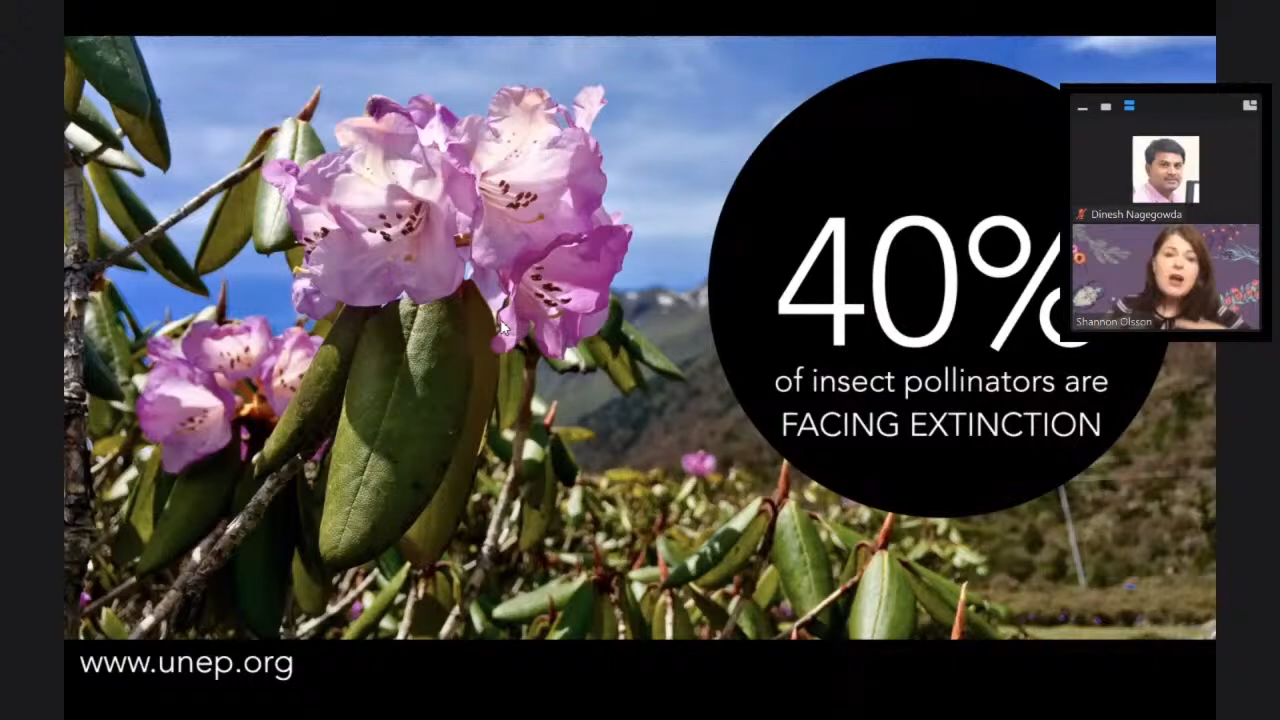 40%
of insect pollinators are
FACING EXTINCTION
Dinesh Nagegowda
Shannon Olsson
www.unep.org